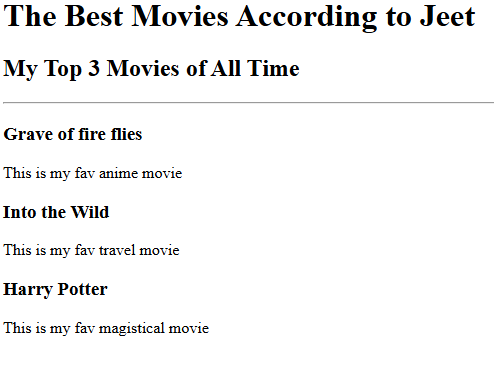 The Best Movies According to Jeet
My Top 3 Movies of All Time
Grave of fire flies
This is my fav anime movie
Into the Wild
This is my fav travel movie
Harry Potter
This is my fav magistical movie